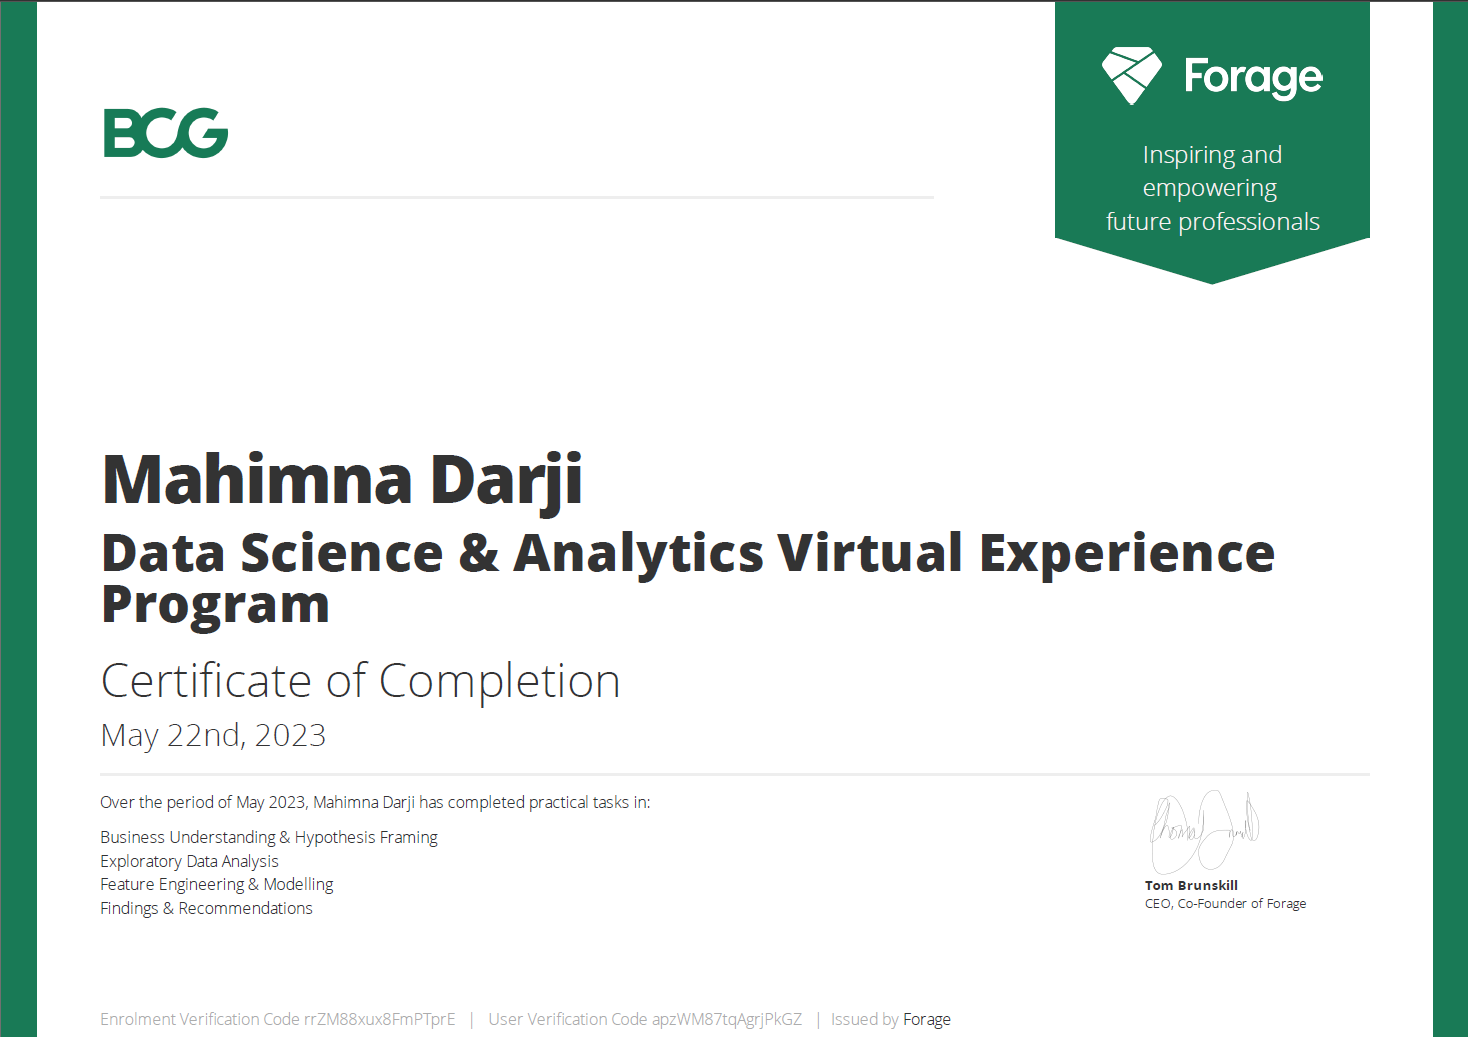 BCG
Forage
Inspiring and
empowering
future professionals
Mahimna Darji
Data Science & Analytics Virtual Experience
Program
Certificate of Completion
May 22nd, 2023
Over the period of May 2023, Mahimna Darji has completed practical tasks in:
Business Understanding & Hypothesis Framing
Exploratory Data Analysis
Feature Engineering & Modelling
Findings & Recommendations
Tom Brunskill
CEO, Co-Founder of Forage
Enrolment Verification Code rrZM88xux8FmPTprE | User Verification Code apzWM87tqAgrjPkGZ | Issued by Forage